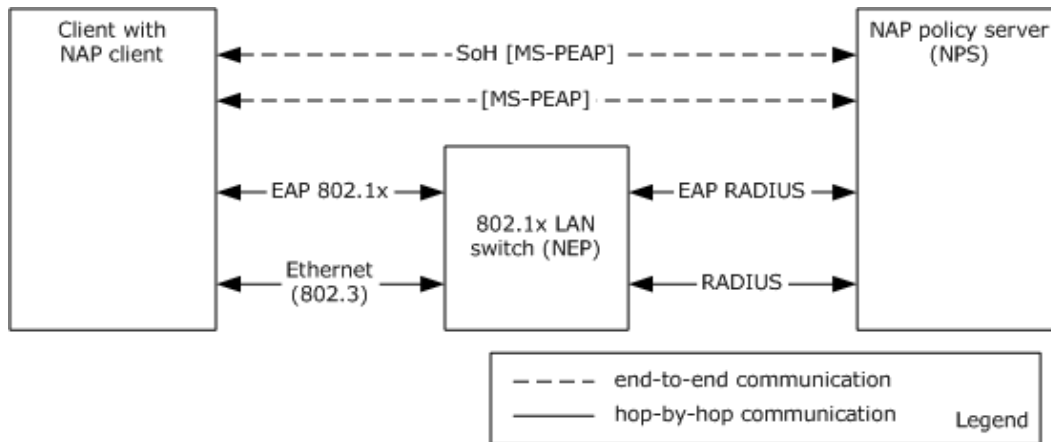 Client with
NAP client
NAP policy server
(NPS)
SoH [MS-PEAP]
[MS-PEAP]
EAP 802.1x
EAP RADIUS
802.1x LAN
switch (NEP)
Ethernet
(802.3)
RADIUS
end-to-end communication
hop-by-hop communication
Legend